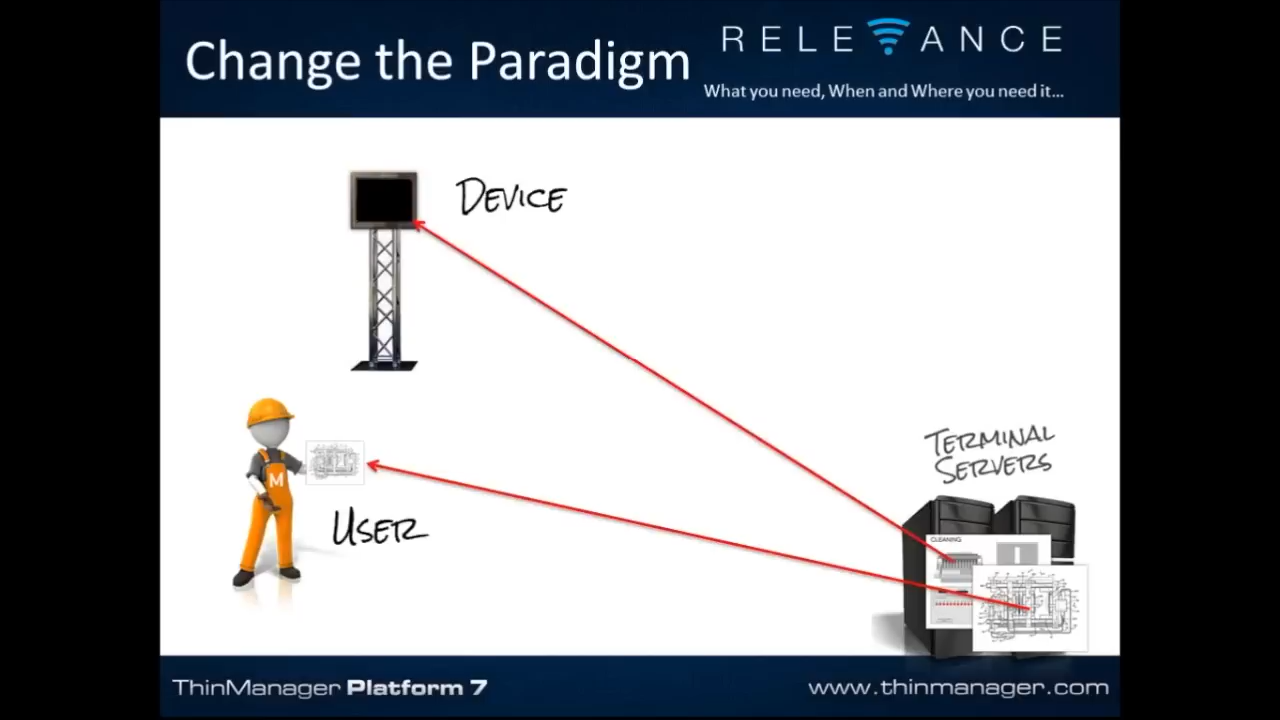 Change the Paradigm
RELEVANCE
What you need, When and Where you need it...
DEVICE
TERMINAL
SERVERS
CLEANING
M
USER
ThinManager Platform 7
www.thinmanager.com